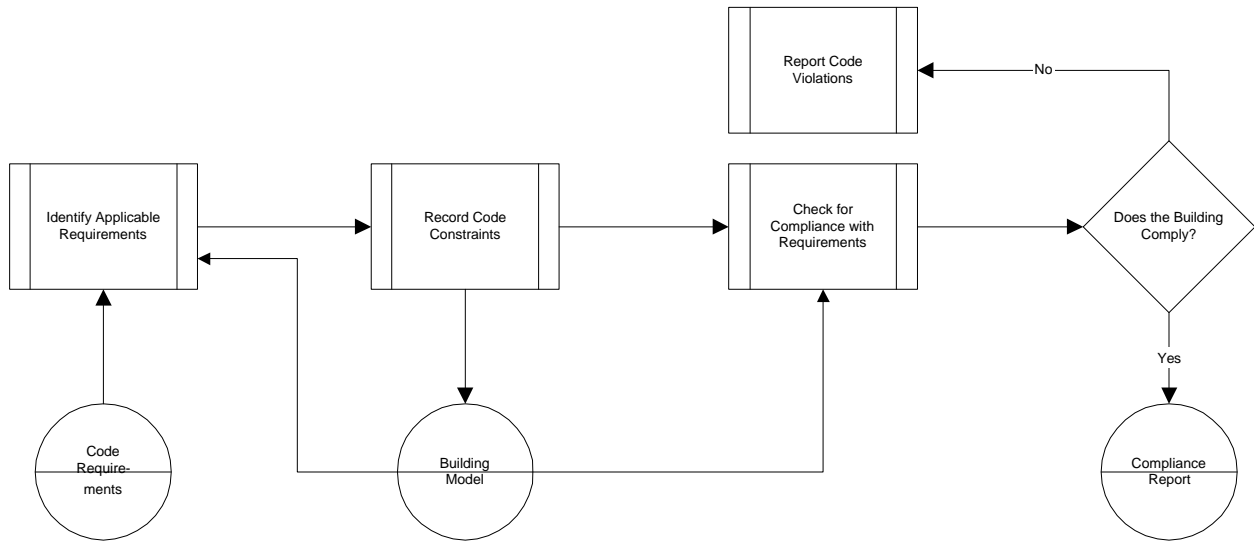 Report Code
Violations
No
Identify Applicable
Requirements
Record Code
Constraints
Check for
Compliance with
Requirements
Does the Building
Comply?
Yes
Code
Require-
ments
Building
Model
Compliance
Report